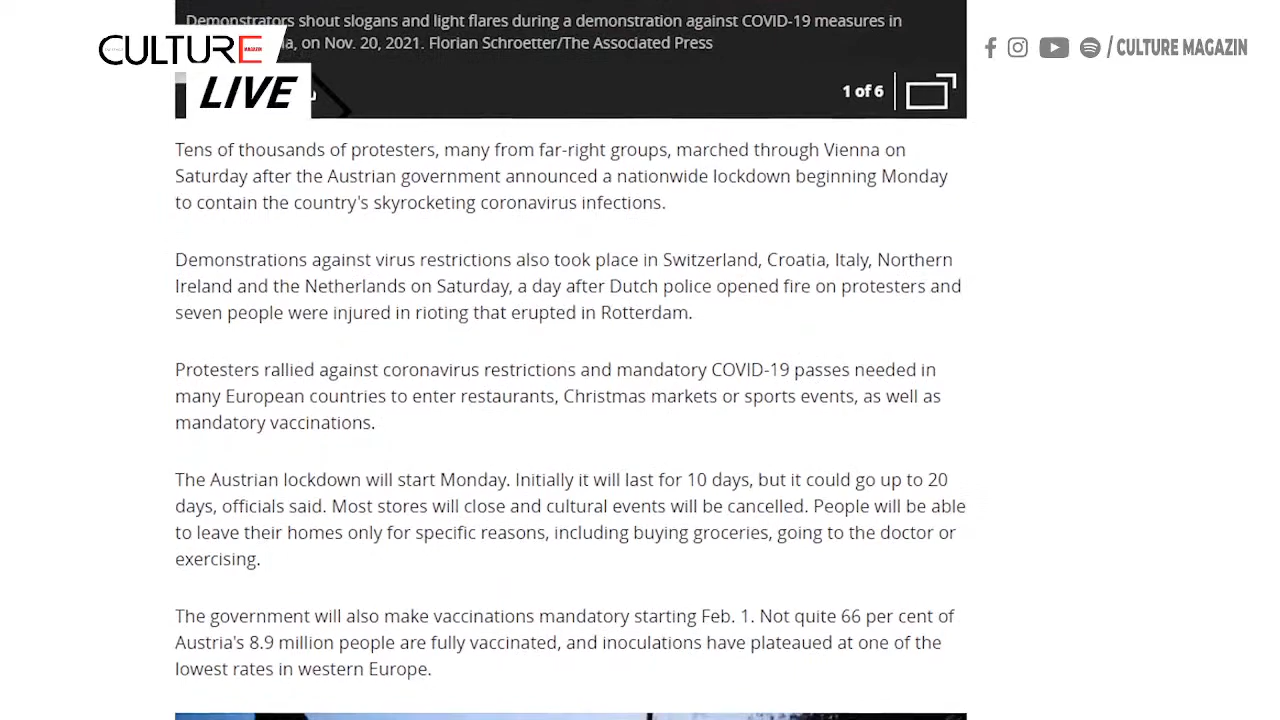 Demonstrators shout slogans and light flares during a demonstration against COVID-19 measures in
on Nov. 20, 2021. Florian Schroetter/The Associated Press
CULTURE
/ CULTURE MAGAZIN
LIVE
1 of 6
Tens of thousands of protesters, many from far-right groups, marched through Vienna on
Saturday after the Austrian government announced a nationwide lockdown beginning Monday
to contain the country's skyrocketing coronavirus infections.
Demonstrations against virus restrictions also took place in Switzerland, Croatia, Italy, Northern
Ireland and the Netherlands on Saturday, a day after Dutch police opened fire on protesters and
seven people were injured in rioting that erupted in Rotterdam.
Protesters rallied against coronavirus restrictions and mandatory COVID-19 passes needed in
many European countries to enter restaurants, Christmas markets or sports events, as well as
mandatory vaccinations.
The Austrian lockdown will start Monday. Initially it will last for 10 days, but it could go up to 20
days, officials said. Most stores will close and cultural events will be cancelled. People will be able
to leave their homes only for specific reasons, including buying groceries, going to the doctor or
exercising.
The government will also make vaccinations mandatory starting Feb. 1. Not quite 66 per cent of
Austria's 8.9 million people are fully vaccinated, and inoculations have plateaued at one of the
lowest rates in western Europe.